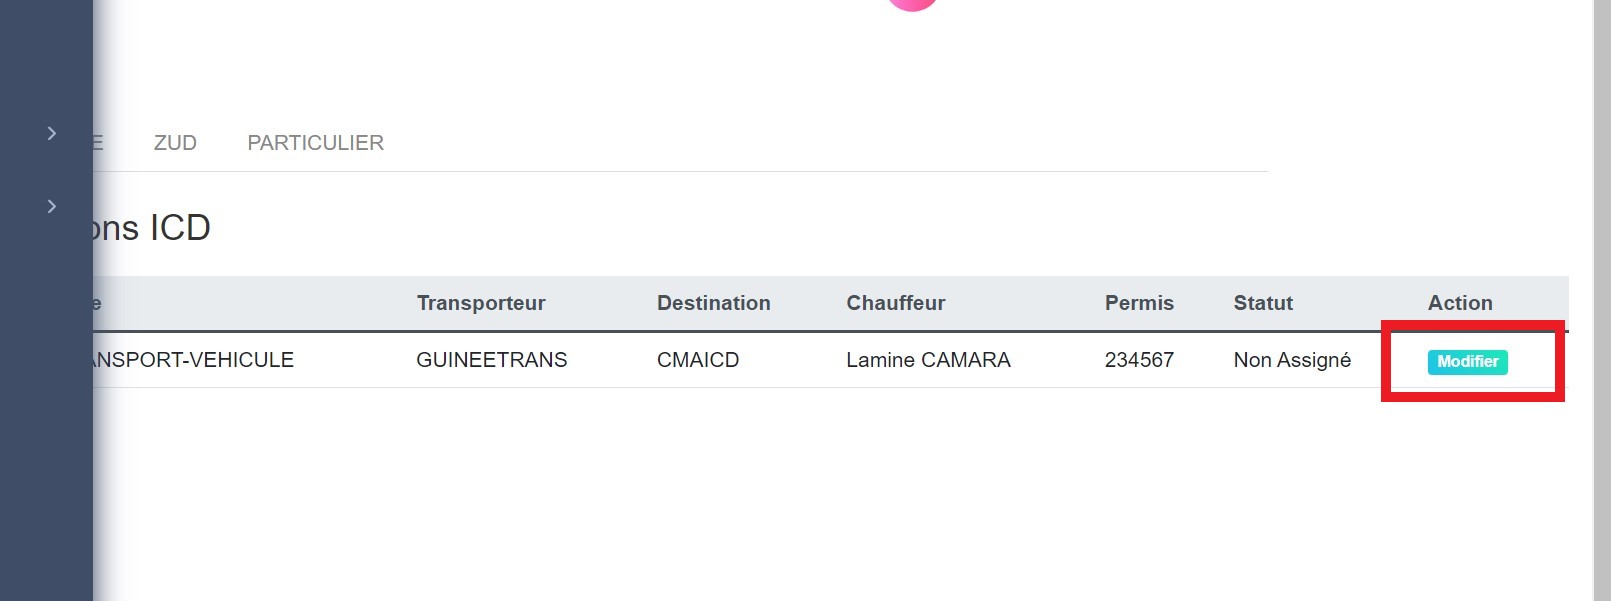 E ZUD PARTICULIER
ons ICD
e Transporteur Destination Chauffeur Permis Statut Action
ANSPORT-VEHICULE GUINEETRANS CMAICD Lamine CAMARA 234567 Non Assigné Modifier